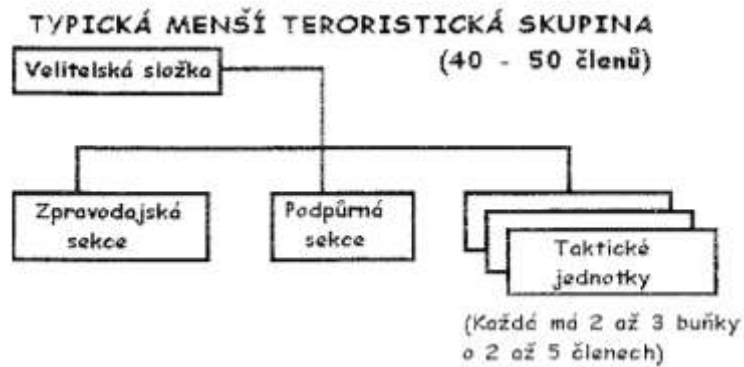 TYPICKÁ MENŠÍ TERORISTICKÁ SKUPINA
(40 - 50 členů)
Velitelská složka
Zpravodajská
sekce
Podpůrná
sekce
Taktické
jednotky
(Každá má 2 až 3 buňky
o 2 až 5 členech)